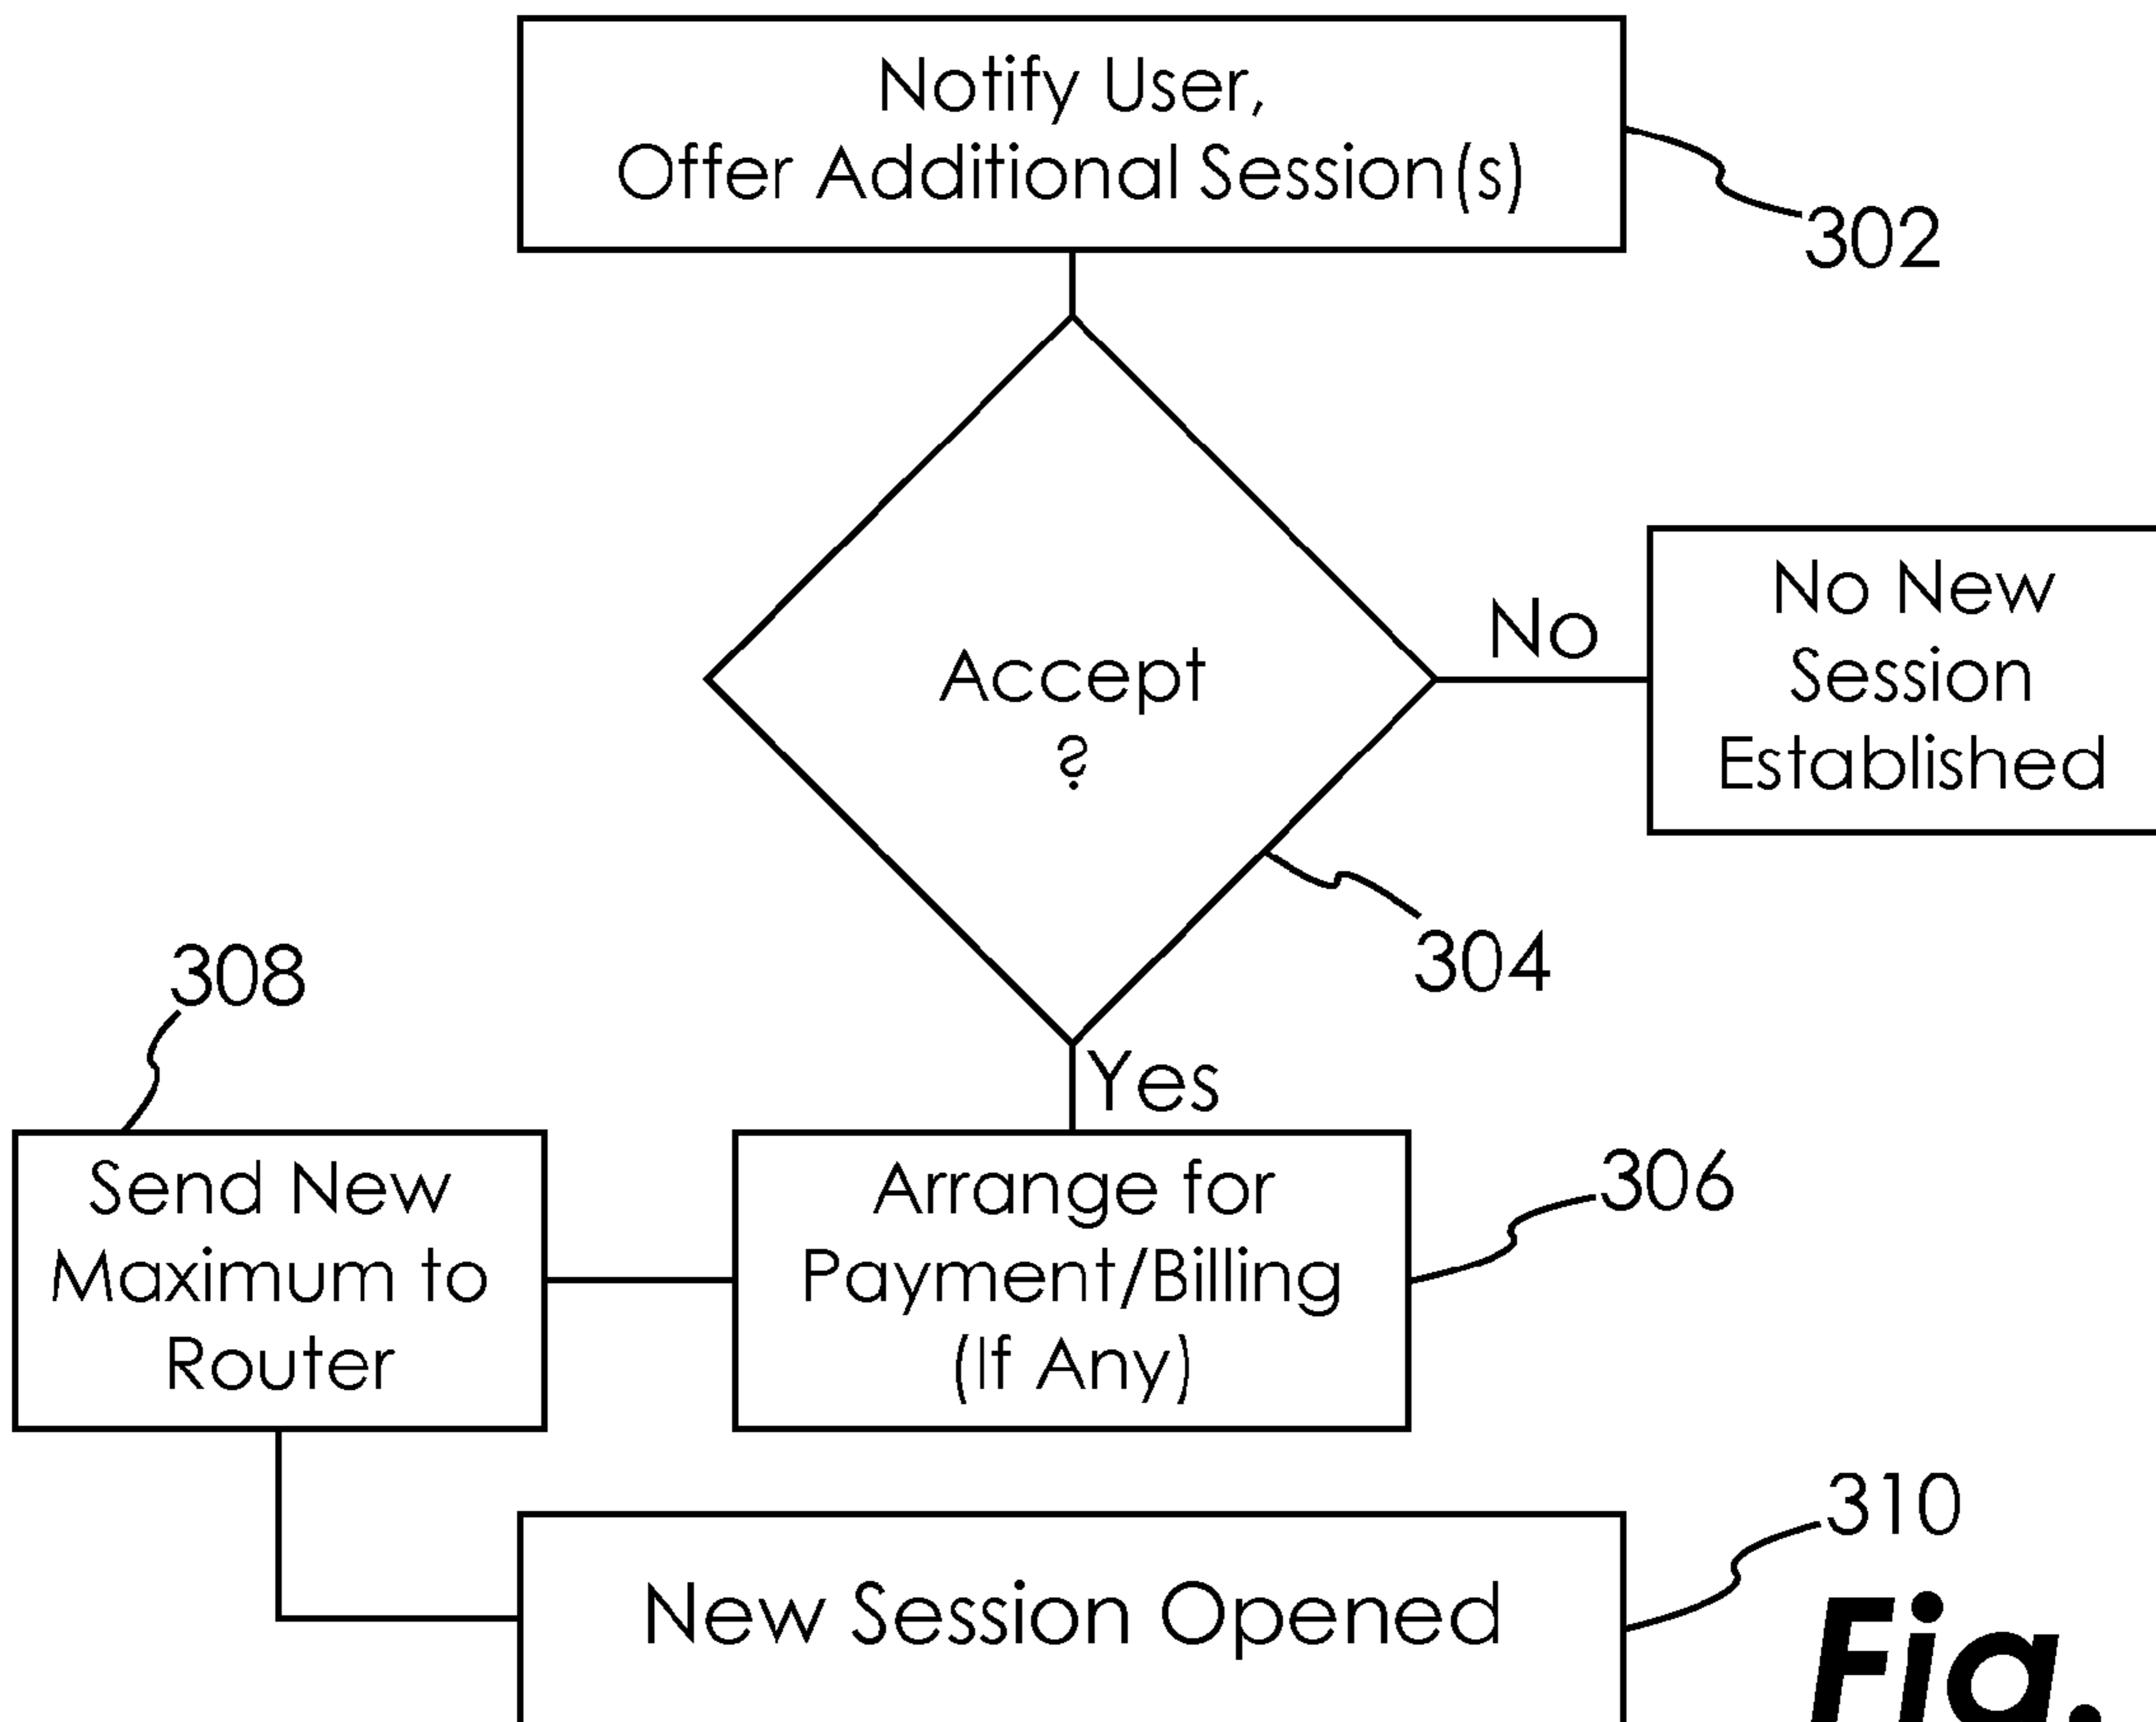 Notify User,
Offer Additional Session(s)
302
No New
Session
Established
No
Accept
?
304
308
Yes
Send New
Maximum to
Router
Arrange for
Payment/Billing
(If Any)
306
310
New Session Opened
Fig.